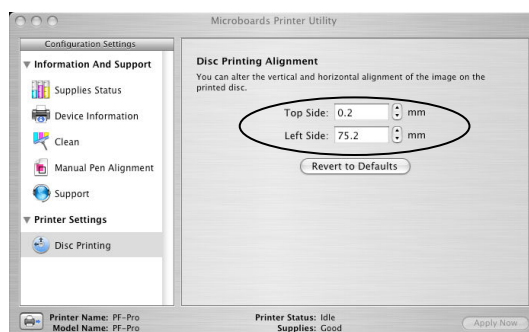 Microboards Printer Utility
Configuration Settings
Information And Support
Supplies Status
Device Information
Clean
Manual Pen Alignment
Support
Printer Settings
Disc Printing
Disc Printing Alignment
You can alter the vertical and horizontal alignment of the image on the
printed disc.
Top Side: 0.2 mm
Left Side: 75.2 mm
Revert to Defaults
Printer Name: PF-Pro
Model Name: PF-Pro
Printer Status: Idle
Supplies: Good
Apply Now